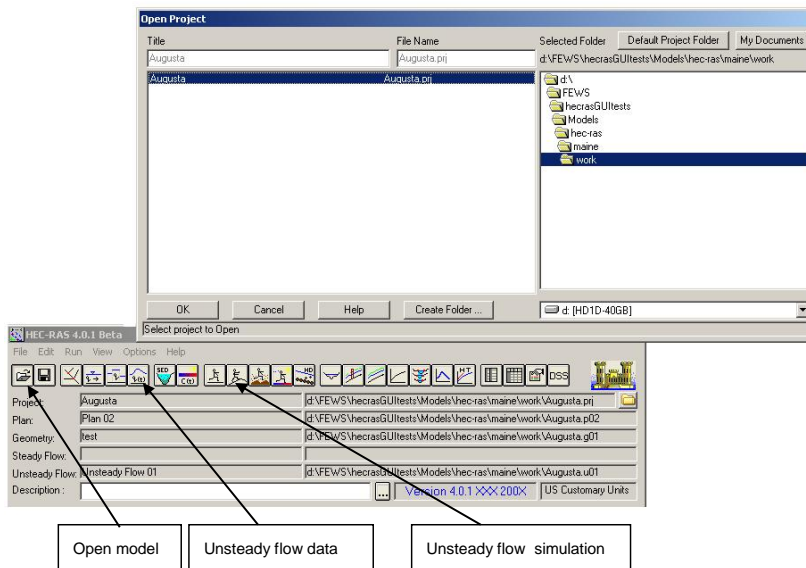 Open Project
Title File Name Selected Folder Default Project Folder My Documents
Augusta Augusta.prj d:\FEWS\hecrasGUItests\Models\hec-ras\maine\work
Augusta Augusta.prj
d:\
FEWS
hecrasGUItests
Models
hec-ras
maine
work
OK Cancel Help Create Folder ... d: [HD1D-40GB]
Select project to Open
HEC-RAS 4.0.1 Beta
File Edit Run View Options Help
SED C(t) HD HT DSS
Project: Augusta d:\FEWS\hecrasGUItests\Models\hec-ras\maine\work\Augusta.prj
Plan: Plan 02 d:\FEWS\hecrasGUItests\Models\hec-ras\maine\work\Augusta.p02
Geometry: test d:\FEWS\hecrasGUItests\Models\hec-ras\maine\work\Augusta.g01
Steady Flow:
Unsteady Flow: Unsteady Flow 01 d:\FEWS\hecrasGUItests\Models\hec-ras\maine\work\Augusta.u01
Description : ... Version 4.0.1 XXX 200X US Customary Units
Open model Unsteady flow data Unsteady flow simulation